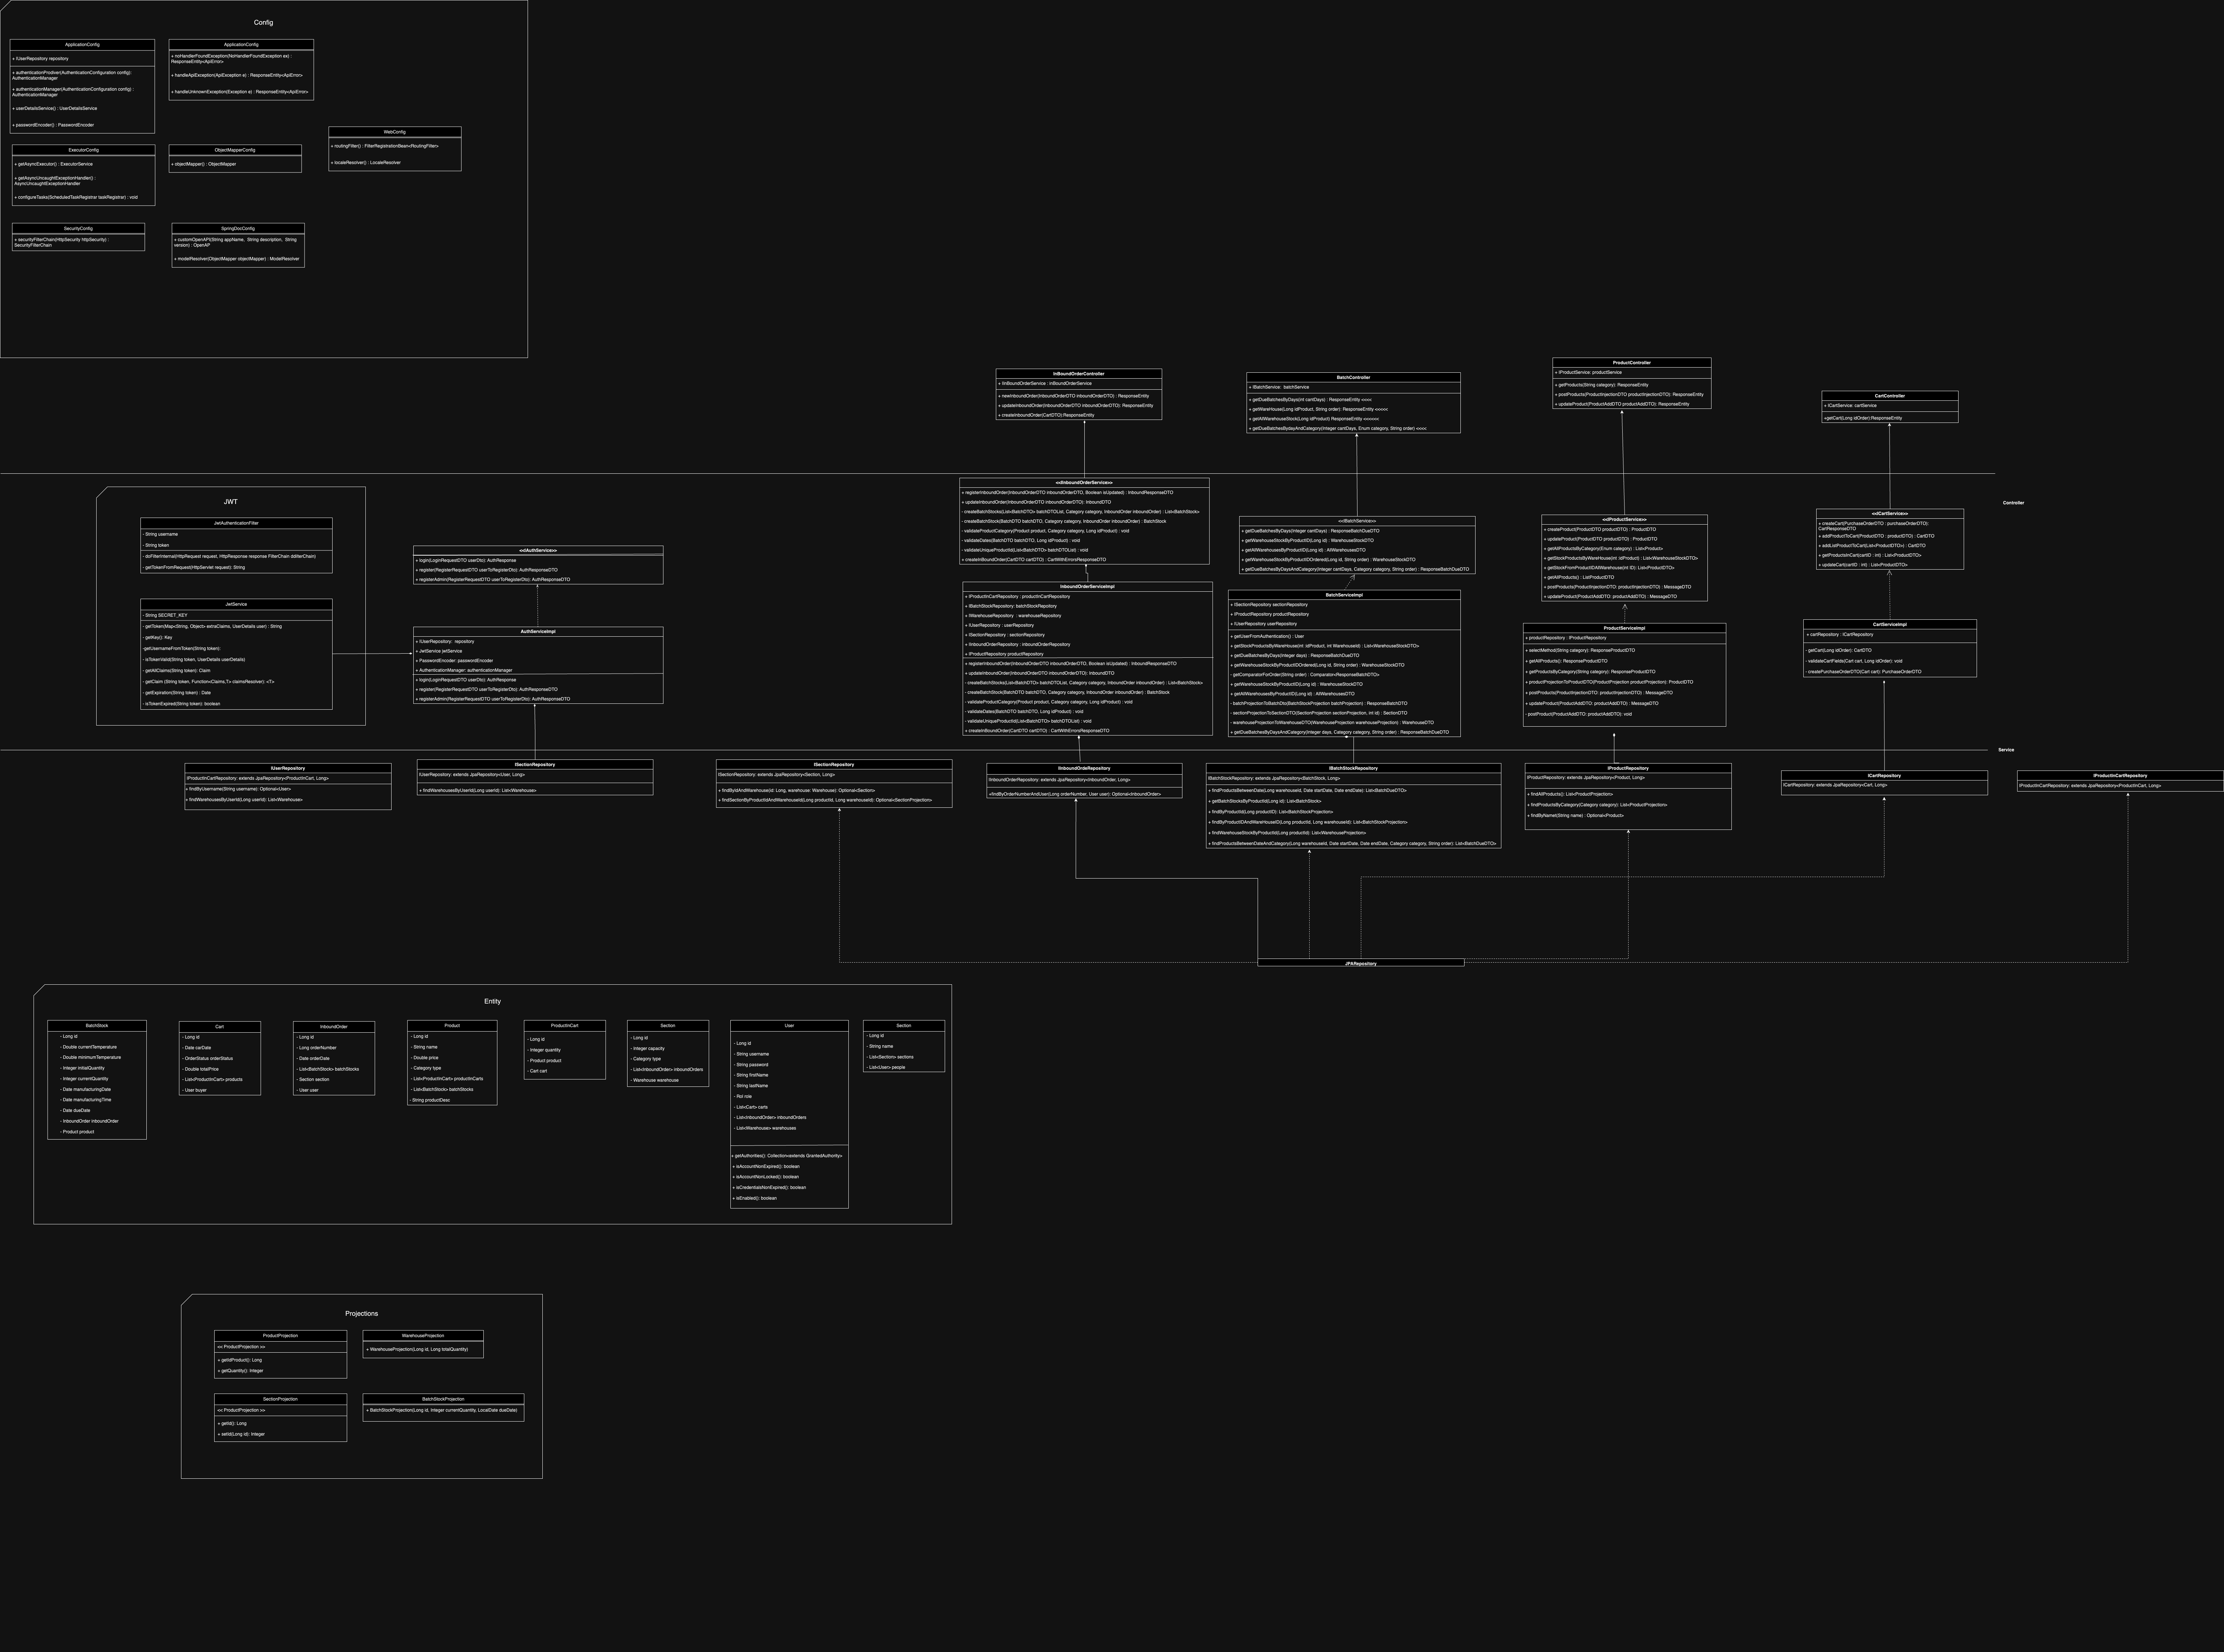 Config
ApplicationConfig
+ IUserRepository repository
+ authenticationProdiver(AuthenticationConfiguration config):
AuthenticationManager
+ authenticationManager(AuthenticationConfiguration config) :
AuthenticationManager
+ userDetailsService() : UserDetailsService
+ passwordEncoder() : PasswordEncoder
ApplicationConfig
+ noHandlerFoundException(NoHandlerFoundException ex) :
ResponseEntity<ApiError>
+ handleApiException(ApiException e) : ResponseEntity<ApiError>
+ handleUnknownException(Exception e) : ResponseEntity<ApiError>
WebConfig
+ routingFilter() : FilterRegistrationBean<RoutingFilter>
+ localeResolver() : LocaleResolver
ExecutorConfig
+ getAsyncExecutor() : ExecutorService
+ getAsyncUncaughtExceptionHandler() :
AsyncUncaughtExceptionHandler
+ configureTasks(ScheduledTaskRegistrar taskRegistrar) : void
ObjectMapperConfig
+ objectMapper() : ObjectMapper
SecurityConfig
+ securityFilterChain(HttpSecurity httpSecurity) :
SecurityFilterChain
SpringDocConfig
+ customOpenAPI(String appName, String description, String
version) : OpenAP
+ modelResolver(ObjectMapper objectMapper) : ModelResolver
InBoundOrderController
+ IInBoundOrderService : inBoundOrderService
+ newInboundOrder(InboundOrderDTO inboundOrderDTO) : ResponseEntity
+ updateInboundOrder(InboundOrderDTO inboundOrderDTO): ResponseEntity
+ createInboundOrder(CartDTO):ResponseEntity
BatchController
+ IBatchService: batchService
+ getDueBatchesByDays(int cantDays) : ResponseEntity <<<<
+ getWareHouse(Long idProduct, String order): ResponseEntity <<<<<
+ getAllWarehouseStock(Long idProduct) ResponseEntity <<<<<<
+ getDueBatchesBydayAndCategory(Integer cantDays, Enum category, String order) <<<<
ProductController
+ IProductService: productService
+ getProducts(String category): ResponseEntity
+ postProducts(ProductInjectionDTO productInjectionDTO): ResponseEntity
+ updateProduct(ProductAddDTO productAddDTO): ResponseEntity
CartController
+ ICartService: cartService
+getCart(Long idOrder):ResponseEntity
Controller
JWT
JwtAuthenticationFilter
- String username
- String token
- doFilterInternal(HttpRequest request, HttpResponse response FilterChain ddilterChain)
- getTokenFromRequest(HttpServlet request): String
JwtService
- String SECRET_KEY
- getToken(Map<String, Object> extraClaims, UserDetails user) : String
- getKey(): Key
-getUsernameFromToken(String token):
- isTokenValid(String token, UserDetails userDetails)
- getAllClaims(String token): Claim
- getClaim (String token, Function<Claims,T> claimsResolver): <T>
- getExpiration(String token) : Date
- isTokenExpired(String token): boolean
<<IAuthService>>
+ login(LoginRequestDTO userDto): AuthResponse
+ register(RegisterRequestDTO userToRegisterDto): AuthResponseDTO
+ registerAdmin(RegisterRequestDTO userToRegisterDto): AuthResponseDTO
AuthServiceImpl
+ IUserRepository: repository
+ JwtService jwtService
+ PasswordEncoder: passwordEncoder
+ AuthenticationManager: authenticationManager
+ login(LoginRequestDTO userDto): AuthResponse
+ register(RegisterRequestDTO userToRegisterDto): AuthResponseDTO
+ registerAdmin(RegisterRequestDTO userToRegisterDto): AuthResponseDTO
<<IInboundOrderService>>
+ registerInboundOrder(InboundOrderDTO inboundOrderDTO, Boolean isUpdated) : InboundResponseDTO
+ updateInboundOrder(InboundOrderDTO inboundOrderDTO): InboundDTO
- createBatchStocks(List<BatchDTO> batchDTOList, Category category, InboundOrder inboundOrder) : List<BatchStock>
- createBatchStock(BatchDTO batchDTO, Category category, InboundOrder inboundOrder) : BatchStock
- validateProductCategory(Product product, Category category, Long idProduct) : void
- validateDates(BatchDTO batchDTO, Long idProduct) : void
- validateUniqueProductId(List<BatchDTO> batchDTOList) : void
+ createInBoundOrder(CartDTO cartDTO) : CartWithErrorsResponseDTO
InboundOrderServiceImpl
+ IProductInCartRepository : productInCartRepository
+ IBatchStockRepository: batchStockRepository
+ IWarehouseRepository : warehouseRepository
+ IUserRepository : userRepository
+ ISectionRepository : sectionRepository
+ IInboundOrderRepository : inboundOrderRepository
+ IProductRepository productRepository
+ registerInboundOrder(InboundOrderDTO inboundOrderDTO, Boolean isUpdated) : InboundResponseDTO
+ updateInboundOrder(InboundOrderDTO inboundOrderDTO): InboundDTO
- createBatchStocks(List<BatchDTO> batchDTOList, Category category, InboundOrder inboundOrder) : List<BatchStock>
- createBatchStock(BatchDTO batchDTO, Category category, InboundOrder inboundOrder) : BatchStock
- validateProductCategory(Product product, Category category, Long idProduct) : void
- validateDates(BatchDTO batchDTO, Long idProduct) : void
- validateUniqueProductId(List<BatchDTO> batchDTOList) : void
+ createInBoundOrder(CartDTO cartDTO) : CartWithErrorsResponseDTO
<<IBatchService>>
+ getDueBatchesByDays(Integer cantDays) : ResponseBatchDueDTO
+ getWarehouseStockByProductID(Long id) : WarehouseStockDTO
+ getAllWarehousesByProductID(Long id) : AllWarehousesDTO
+ getWarehouseStockByProductIDOrdered(Long id, String order) : WarehouseStockDTO
+ getDueBatchesByDaysAndCategory(Integer cantDays, Category category, String order) : ResponseBatchDueDTO
BatchServiceImpl
+ ISectionRepository sectionRepository
+ IProductRepository productRepository
+ IUserRepository userRepository
+ getUserFromAuthentication() : User
+ getStockProductsByWarehouse(int idProduct, int WarehouseId) : List<WarehouseStockDTO>
+ getDueBatchesByDays(Integer days) : ResponseBatchDueDTO
+ getWarehouseStockByProductIDOrdered(Long id, String order) : WarehouseStockDTO
- getComparatorForOrder(String order) : Comparator<ResponseBatchDTO>
+ getWarehouseStockByProductID(Long id) : WarehouseStockDTO
+ getAllWarehousesByProductID(Long id) : AllWarehousesDTO
- batchProjectionToBatchDto(BatchStockProjection batchProjection) : ResponseBatchDTO
- sectionProjectionToSectionDTO(SectionProjection sectionProjection, int id) : SectionDTO
- warehouseProjectionToWarehouseDTO(WarehouseProjection warehouseProjection) : WarehouseDTO
+ getDueBatchesByDaysAndCategory(Integer days, Category category, String order) : ResponseBatchDueDTO
<<IProductService>>
+ createProduct(ProductDTO productDTO) : ProductDTO
+ updateProduct(ProductDTO productDTO) : ProductDTO
+ getAllProductsByCategory(Enum category) : List<Product>
+ getStockProductsByWareHouse(int idProduct) : List<WarehouseStockDTO>
+ getStockFromProductIDAllWarehouse(int ID): List<ProductDTO>
+ getAllProducts() : ListProductDTO
+ postProducts(ProductInjectionDTO: productInjectionDTO) : MessageDTO
+ updateProduct(ProductAddDTO: productAddDTO) : MessageDTO
ProductServiceImpl
+ productRepository : IProductRepository
+ selectMethod(String category) : ResponseProductDTO
+ getAllProducts(): ResponseProductDTO
+ getProductsByCategory(String category) : ResponsePoductDTO
+ productProjectionToProductDTO(ProductProjection productProjection): ProductDTO
+ postProducts(ProductInjectionDTO: productInjectionDTO) : MessageDTO
+ updateProduct(ProductAddDTO: productAddDTO) : MessageDTO
- postProduct(ProductAddDTO: productAddDTO): void
<<ICartService>>
+ createCart(PurchaseOrderDTO : purchaseOrderDTO):
CartResponseDTO
+ addProductToCart(ProductDTO : productDTO) : CartDTO
+ addListProductToCart(List<ProductDTO>) : CartDTO
+ getProductsInCart(cartID : int) : List<ProductDTO>
+ updateCart(cartID : int) : List<ProductDTO>
CartServiceImpl
+ cartRepository : ICartRepository
- getCart(Long idOrder): CartDTO
- validateCartFields(Cart cart, Long idOrder): void
- createPurchaseOrderDTO(Cart cart): PurchaseOrderDTO
Service
IUserRepository
IProductInCartRepository: extends JpaRepository<ProductInCart, Long>
+ findByUsername(String username): Optional<User>
+ findWarehousesByUserId(Long userId): List<Warehouse>
ISectionRepository
IUserRepository: extends JpaRepository<User, Long>
+ findWarehousesByUserId(Long userId): List<Warehouse>
ISectionRepository
ISectionRepository: extends JpaRepository<Section, Long>
+ findByIdAndWarehouse(id: Long, warehouse: Warehouse): Optional<Section>
+ findSectionByProductIdAndWarehouseId(Long productId, Long warehouseId): Optional<SectionProjection>
IInboundOrdeRepository
IInboundOrderRepository: extends JpaRepository<InboundOrder, Long>
+findByOrderNumberAndUser(Long orderNumber, User user): Optional<InboundOrder>
IBatchStockRepository
IBatchStockRepository: extends JpaRepository<BatchStock, Long>
+ findProductsBetweenDate(Long warehouseId, Date startDate, Date endDate): List<BatchDueDTO>
+ getBatchStocksByProductId(Long id): List<BatchStock>
+ findByProductId(Long productID): List<BatchStockProjection>
+ findByProductIDAndWareHouseID(Long productId, Long warehouseId): List<BatchStockProjection>
+ findWarehouseStockByProductId(Long productId): List<WarehouseProjection>
+ findProductsBetweenDateAndCategory(Long warehouseId, Date startDate, Date endDate, Category category, String order): List<BatchDueDTO>
IProductRepository
IProductRepository: extends JpaRepository<Product, Long>
+ findAllProducts(): List<ProductProjection>
+ findProductsByCategory(Category category): List<ProductProjection>
+ findByNamet(String name) : Optional<Product>
ICartRepository
ICartRepository: extends JpaRepository<Cart, Long>
IProductInCartRepository
IProductInCartRepository: extends JpaRepository<ProductInCart, Long>
JPARepository
Entity
BatchStock
- Long id
- Double currentTemperature
- Double minimumTemperature
- Integer initialQuantity
- Integer currentQuantity
- Date manufacturingDate
- Date manufacturingTime
- Date dueDate
- InboundOrder inboundOrder
- Product product
Cart
- Long id
- Date carDate
- OrderStatus orderStatus
- Double totalPrice
- List<ProductInCart> products
- User buyer
InboundOrder
- Long id
- Long orderNumber
- Date orderDate
- List<BatchStock> batchStocks
- Section section
- User user
Product
- Long id
- String name
- Double price
- Category type
- List<ProductInCart> productInCarts
- List<BatchStock> batchStocks
- String productDesc
ProductInCart
- Long id
- Integer quantity
- Product product
- Cart cart
Section
- Long id
- Integer capacity
- Category type
- List<InboundOrder> inboundOrders
- Warehouse warehouse
User
- Long id
- String username
- String password
- String firstName
- String lastName
- Rol role
- List<Cart> carts
- List<InboundOrder> inboundOrders
- List<Warehouse> warehouses
+ getAuthorities(): Collection<extends GrantedAuthority>
+ isAccountNonExpired(): boolean
+ isAccountNonLocked(): boolean
+ isCredentialsNonExpired(): boolean
+ isEnabled(): boolean
Section
- Long id
- String name
- List<Section> sections
- List<User> people
Projections
ProductProjection
<< ProductProjection >>
+ getIdProduct(): Long
+ getQuantity(): Integer
WarehouseProjection
+ WarehouseProjection(Long id, Long totalQuantity)
SectionProjection
<< ProductProjection >>
+ getId(): Long
+ setId(Long id): Integer
BatchStockProjection
+ BatchStockProjection(Long id, Integer currentQuantity, LocalDate dueDate)